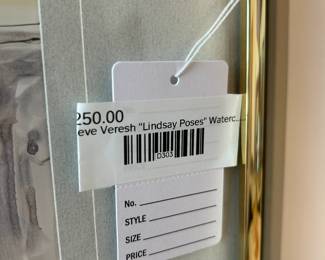 250.00
eve Veresh "Lindsay Poses" Waterc...
D303
No.
STYLE
SIZE
PRICE